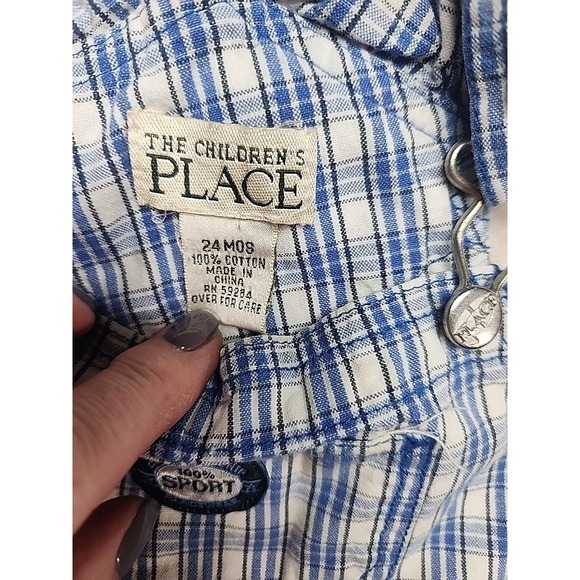 THE CHILDREN'S
PLACE
24 MOS
100% COTTON
MADE IN
CHINA
RN 59284
OVER FOR CARE
PLACE
100%
SPORT